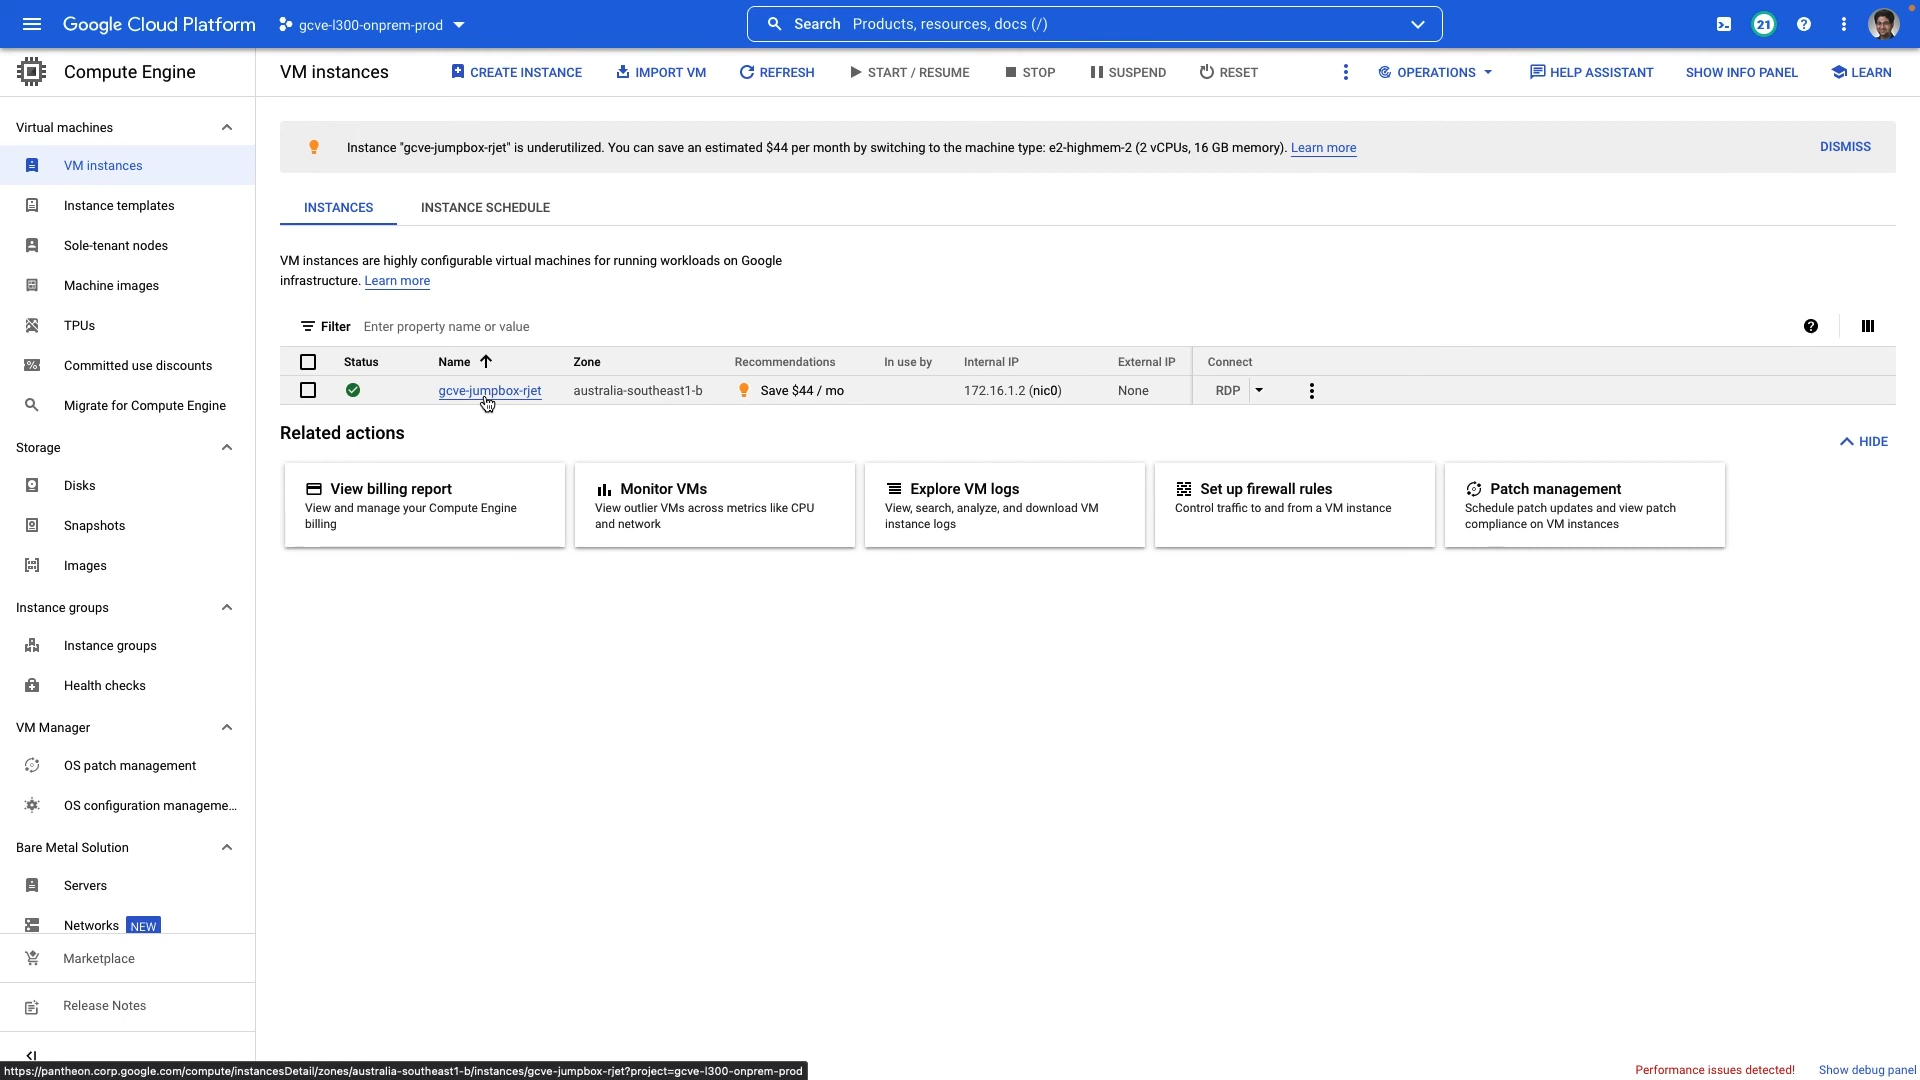 Google Cloud Platform
gcve-l300-onprem-prod
Search Products, resources, docs (/)
21
Compute Engine
VM instances
CREATE INSTANCE
IMPORT VM
REFRESH
START / RESUME
STOP
SUSPEND
RESET
OPERATIONS
HELP ASSISTANT
SHOW INFO PANEL
LEARN
Virtual machines
VM instances
Instance templates
Sole-tenant nodes
Machine images
TPUs
Committed use discounts
Migrate for Compute Engine
Storage
Disks
Snapshots
Images
Instance groups
Instance groups
Health checks
VM Manager
OS patch management
OS configuration manageme...
Bare Metal Solution
Servers
Networks NEW
Marketplace
Release Notes
Instance "gcve-jumpbox-rjet" is underutilized. You can save an estimated $44 per month by switching to the machine type: e2-highmem-2 (2 vCPUs, 16 GB memory). Learn more
DISMISS
INSTANCES
INSTANCE SCHEDULE
VM instances are highly configurable virtual machines for running workloads on Google
infrastructure. Learn more
Filter Enter property name or value
Status Name Zone Recommendations In use by Internal IP External IP Connect
gcve-jumpbox-rjet australia-southeast1-b Save $44 / mo 172.16.1.2 (nic0) None RDP
Related actions
HIDE
View billing report
View and manage your Compute Engine
billing
Monitor VMs
View outlier VMs across metrics like CPU
and network
Explore VM logs
View, search, analyze, and download VM
instance logs
Set up firewall rules
Control traffic to and from a VM instance
Patch management
Schedule patch updates and view patch
compliance on VM instances
https://pantheon.corp.google.com/compute/instancesDetail/zones/australia-southeast1-b/instances/gcve-jumpbox-rjet?project=gcve-l300-onprem-prod
Performance issues detected!
Show debug panel